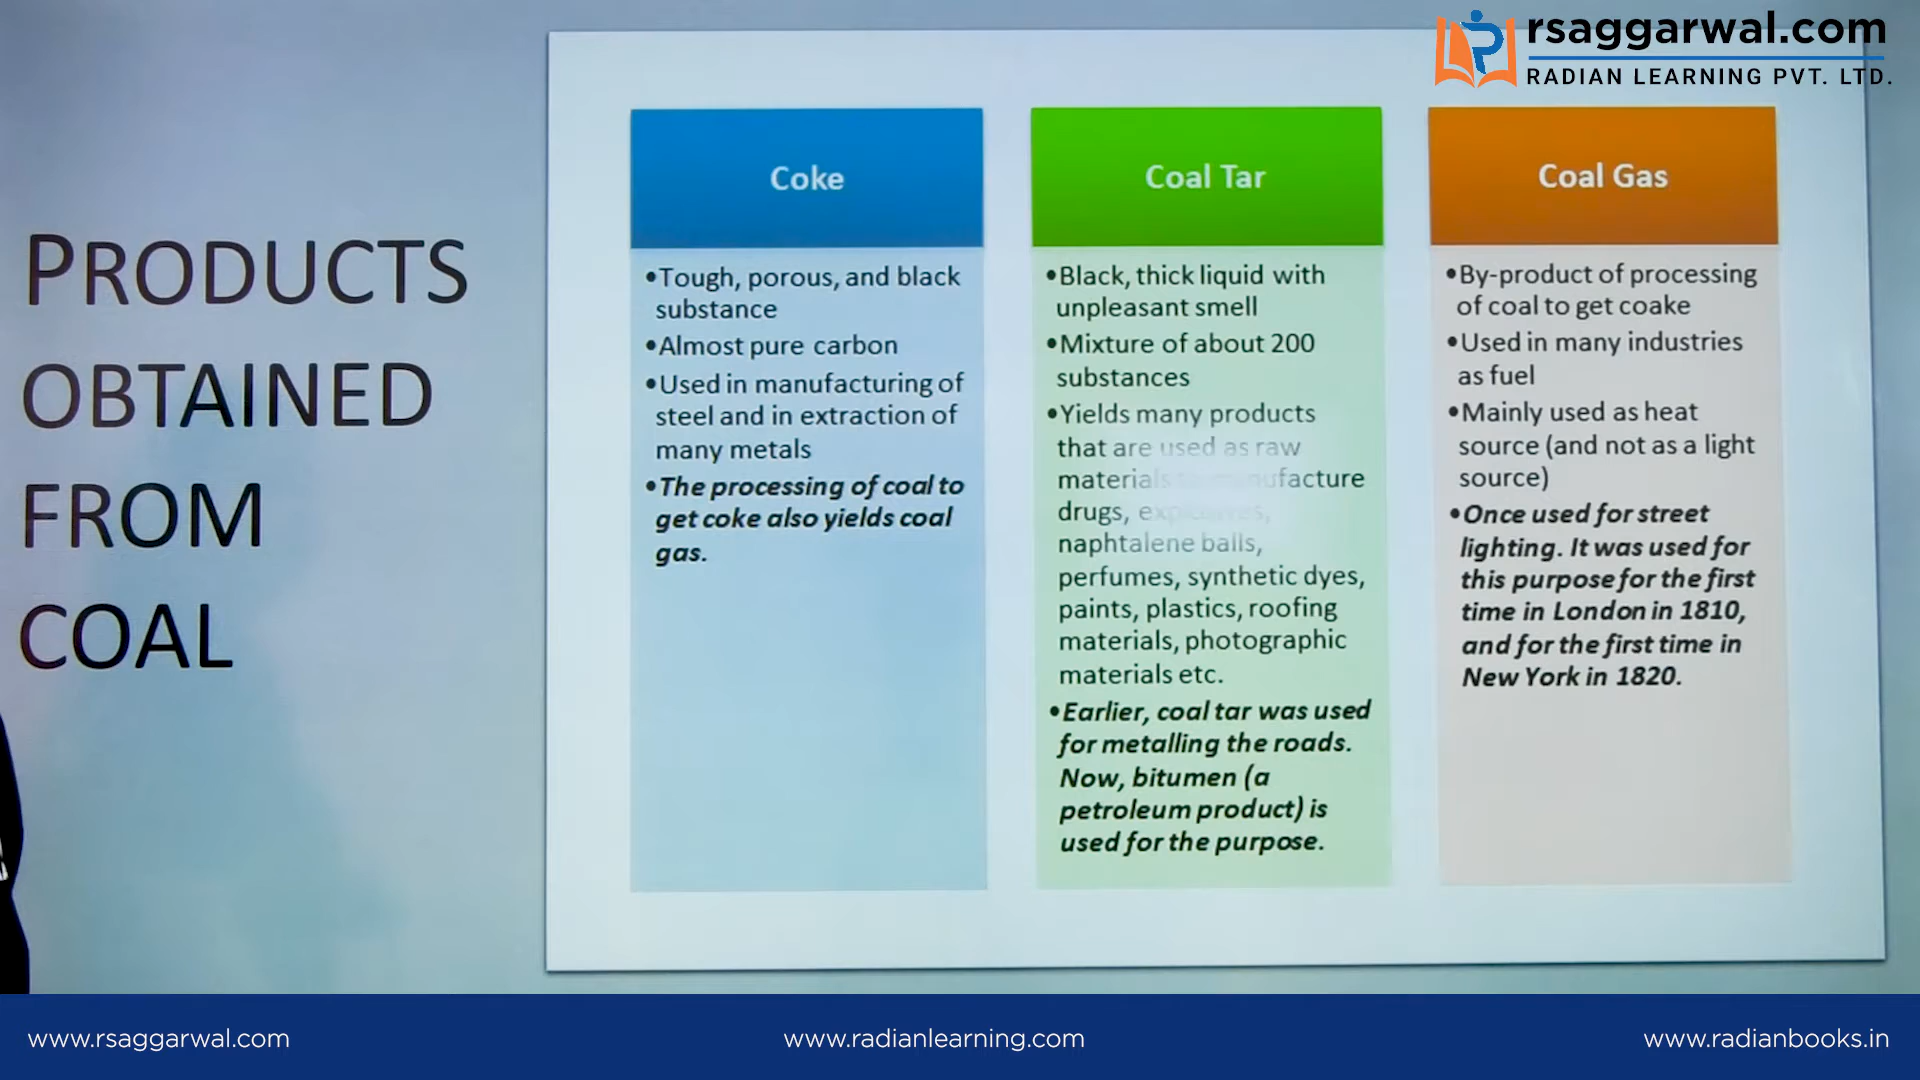 rsaggarwal.com
RADIAN LEARNING PVT. LTD.
PRODUCTS
OBTAINED
FROM
COAL
Coke
•Tough, porous, and black
substance
•Almost pure carbon
•Used in manufacturing of
steel and in extraction of
many metals
•The processing of coal to
get coke also yields coal
gas.
Coal Tar
•Black, thick liquid with
unpleasant smell
•Mixture of about 200
substances
•Yields many products
that are used as raw
materials to manufacture
drugs, explosives,
naphtalene balls,
perfumes, synthetic dyes,
paints, plastics, roofing
materials, photographic
materials etc.
•Earlier, coal tar was used
for metalling the roads.
Now, bitumen (a
petroleum product) is
used for the purpose.
Coal Gas
•By-product of processing
of coal to get coake
•Used in many industries
as fuel
•Mainly used as heat
source (and not as a light
source)
•Once used for street
lighting. It was used for
this purpose for the first
time in London in 1810,
and for the first time in
New York in 1820.
www.rsaggarwal.com
www.radianlearning.com
www.radianbooks.in